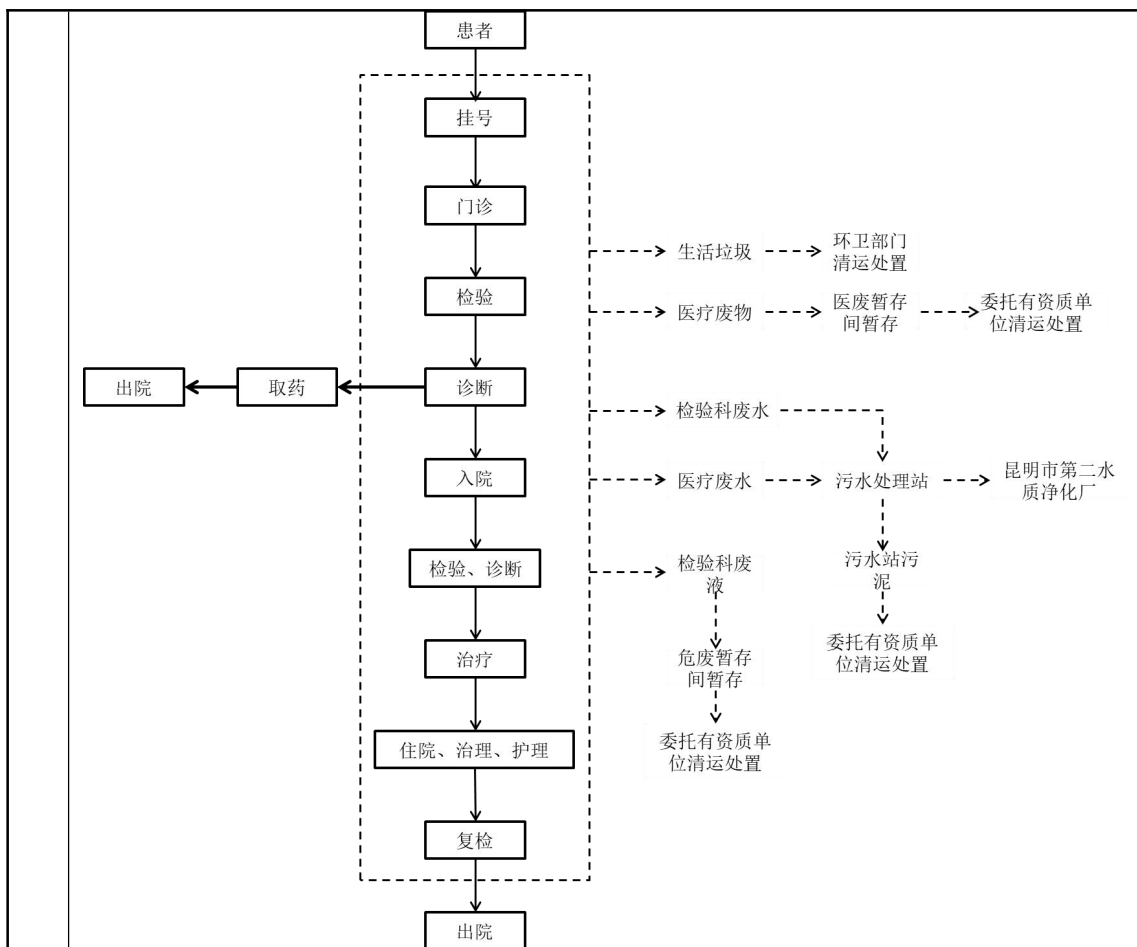 患者
挂号
门诊
生活垃圾
环卫部门
清运处置
检验
医疗废物
医废暂存
间暂存
委托有资质单
位清运处置
出院
取药
诊断
检验科废水
入院
医疗废水
污水处理站
昆明市第二水
质净化厂
检验、诊断
检验科废
液
污水站污
泥
治疗
危废暂存
间暂存
委托有资质单
位清运处置
住院、治理、护理
委托有资质单
位清运处置
复检
出院